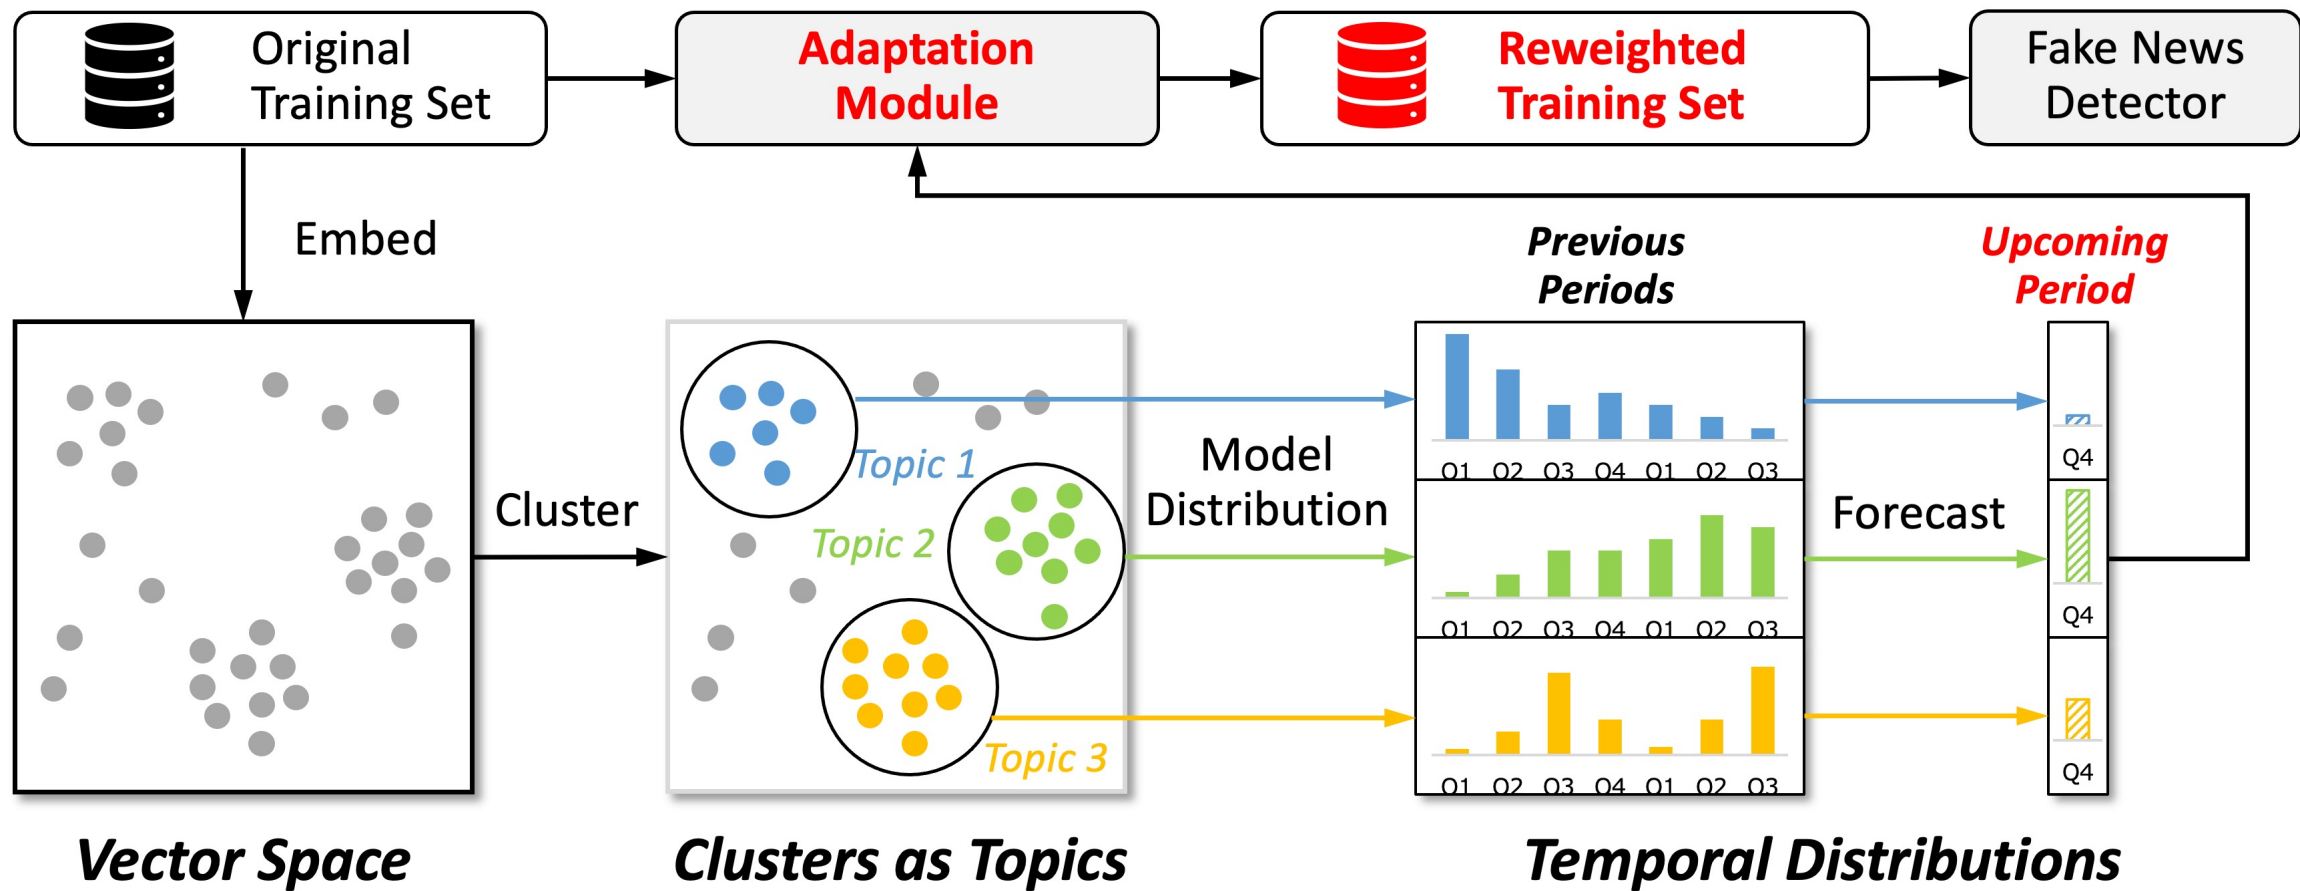 Original
Training Set
Adaptation
Module
Reweighted
Training Set
Fake News
Detector
Embed
Previous
Periods
Upcoming
Period
Cluster
Topic 1
Topic 2
Topic 3
Model
Distribution
Q1 Q2 Q3 Q4 Q1 Q2 Q3
Q1 Q2 Q3 Q4 Q1 Q2 Q3
Q1 Q2 Q3 Q4 Q1 Q2 Q3
Forecast
Q4
Q4
Q4
Vector Space
Clusters as Topics
Temporal Distributions